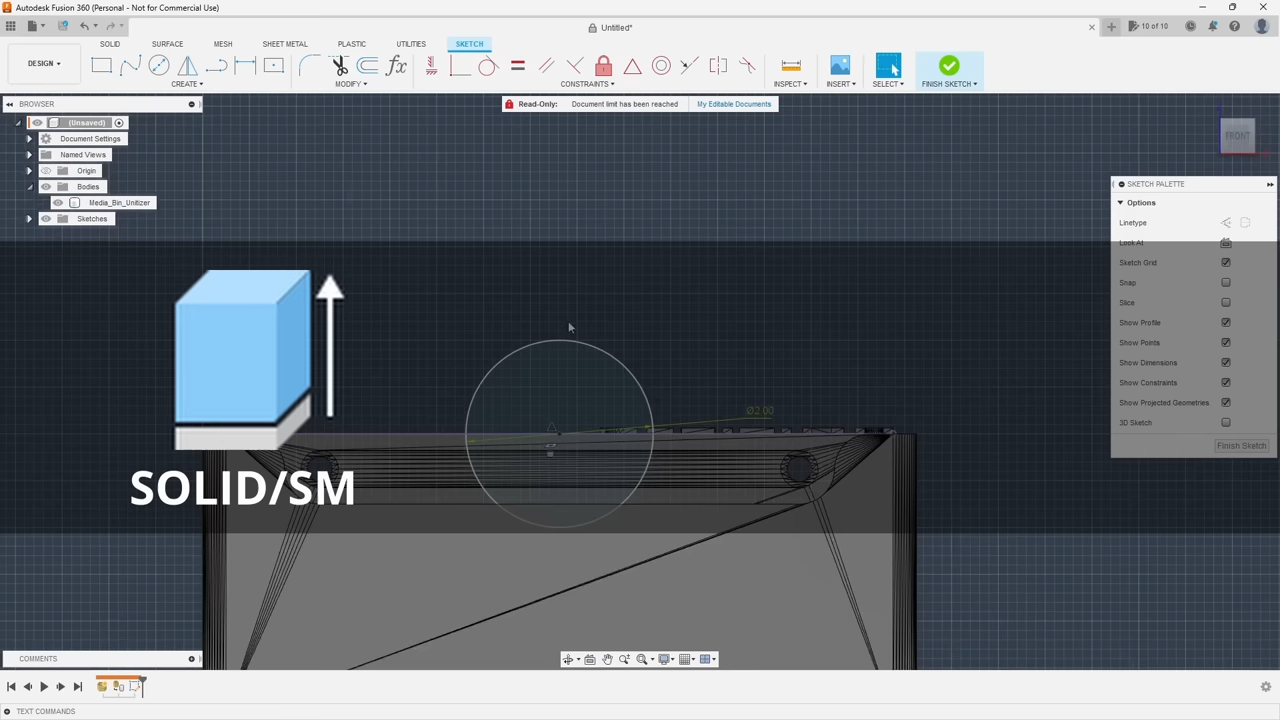 Autodesk Fusion 360 (Personal - Not for Commercial Use)
Untitled*
10 of 10
DESIGN
SOLID
SURFACE
MESH
SHEET METAL
PLASTIC
UTILITIES
SKETCH
CREATE
MODIFY
CONSTRAINTS
INSPECT
INSERT
SELECT
FINISH SKETCH
BROWSER
Read-Only: Document limit has been reached My Editable Documents
(Unsaved)
Document Settings
Named Views
Origin
Bodies
Media_Bin_Unitizer
Sketches
FRONT
SKETCH PALETTE
Options
Linetype
Look At
Sketch Grid
Snap
Slice
Show Profile
Show Points
Show Dimensions
Show Constraints
Show Projected Geometries
3D Sketch
Finish Sketch
Ø2.00
SOLID/SM
COMMENTS
TEXT COMMANDS